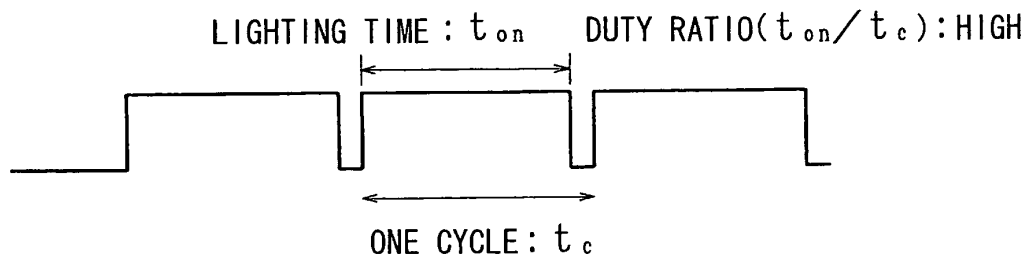 LIGHTING TIME : ton DUTY RATIO(ton/tc) : HIGH
ONE CYCLE : tc